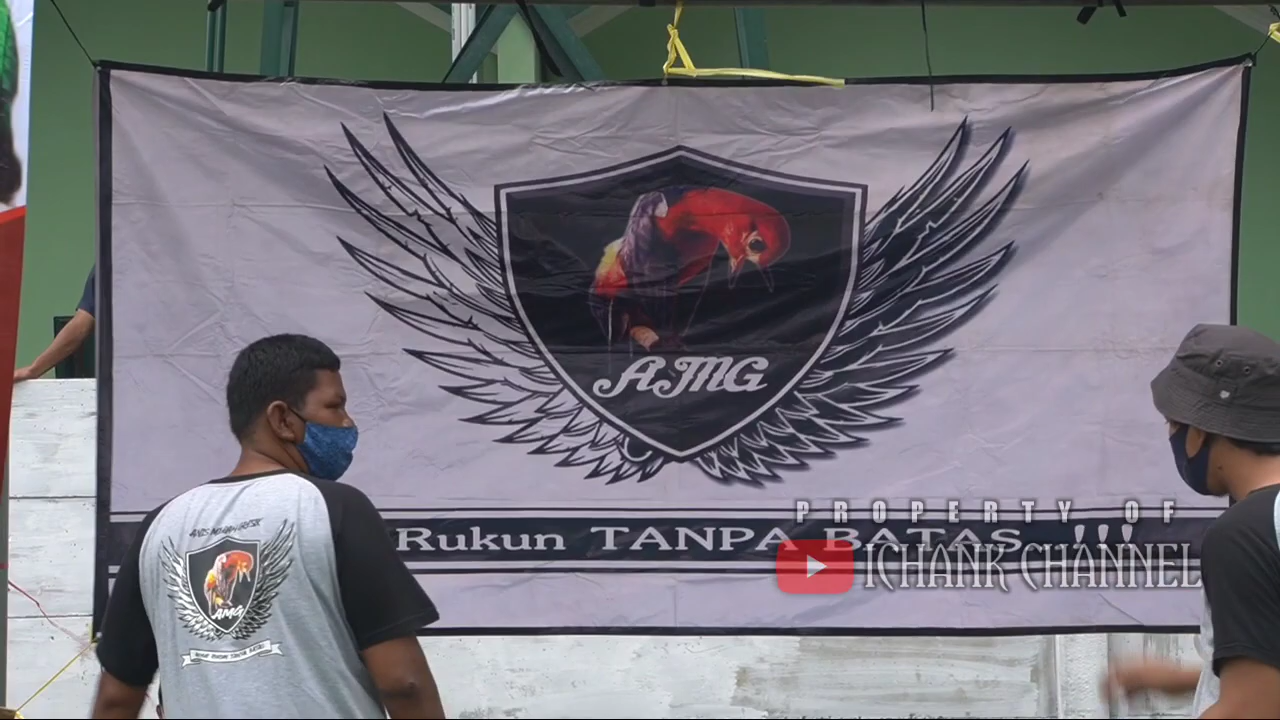 AMG
Rukun TANPA BATAS !!!
PROPERTY OF
ICHANK CHANNEL
AMG